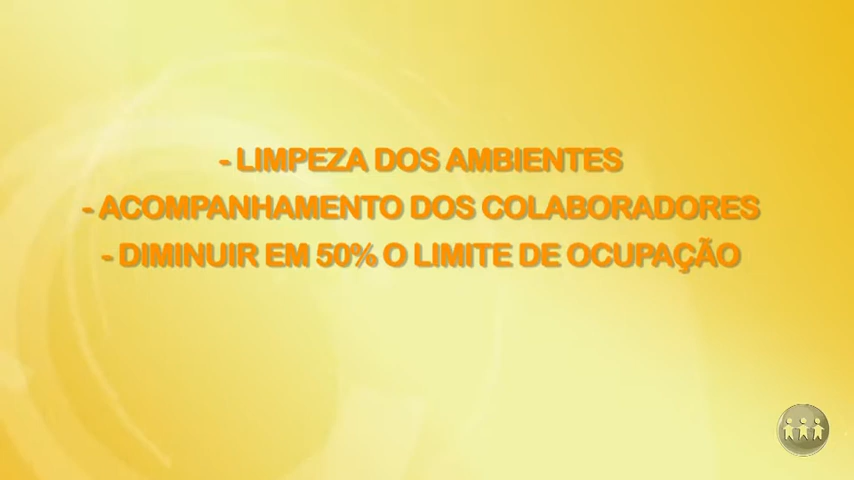 - LIMPEZA DOS AMBIENTES
- ACOMPANHAMENTO DOS COLABORADORES
- DIMINUIR EM 50% O LIMITE DE OCUPAÇÃO